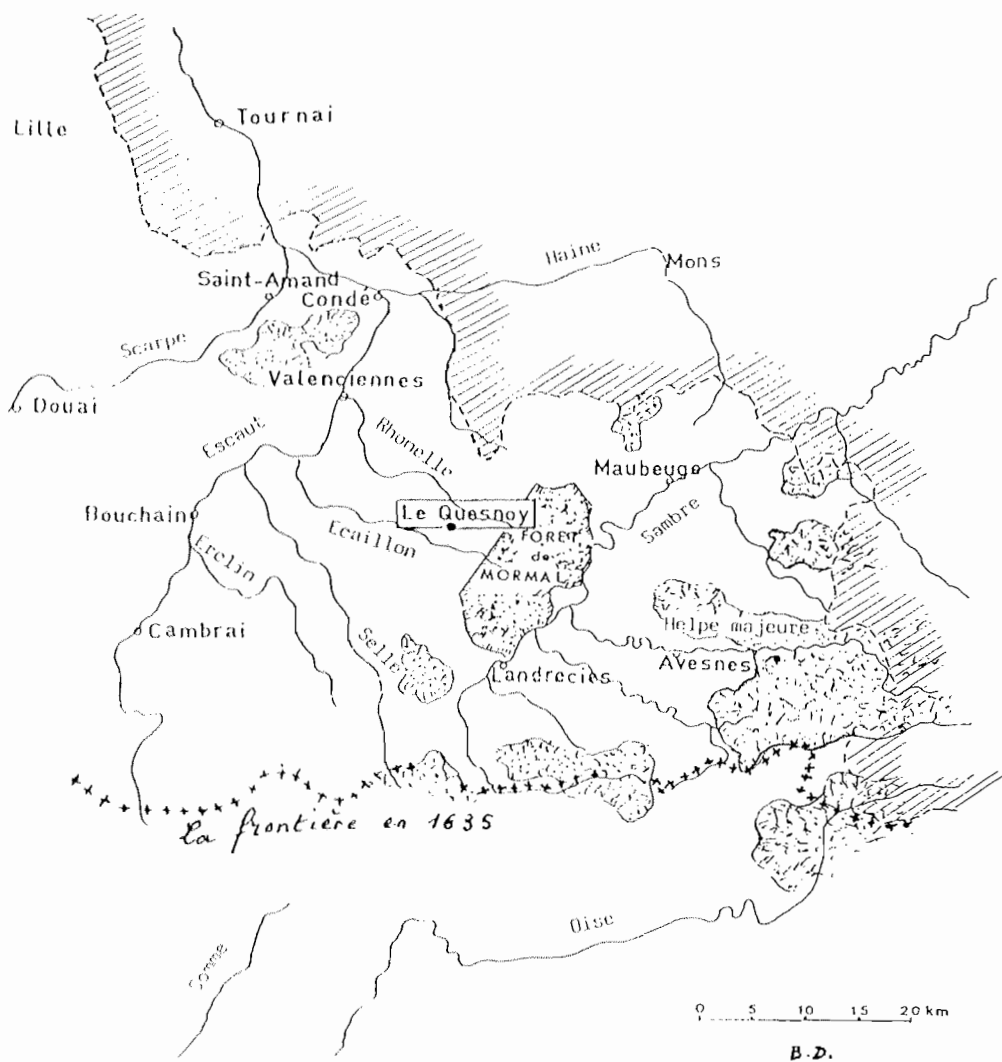 Tournai
Lille
Haine
Mons
Saint-Amand
Condé
Scarpe
Valenciennes
Douai
Escaut
Rhonelle
Maubeuge
Le Quesnoy
Bouchain
Ecaillon
Sambre
FORET
de
MORMAL
Erclin
Helpe majeure
Cambrai
Selle
Avesnes
Landrecies
La frontière en 1635
Oise
Somme
0 5 10 15 20 km
B.D.